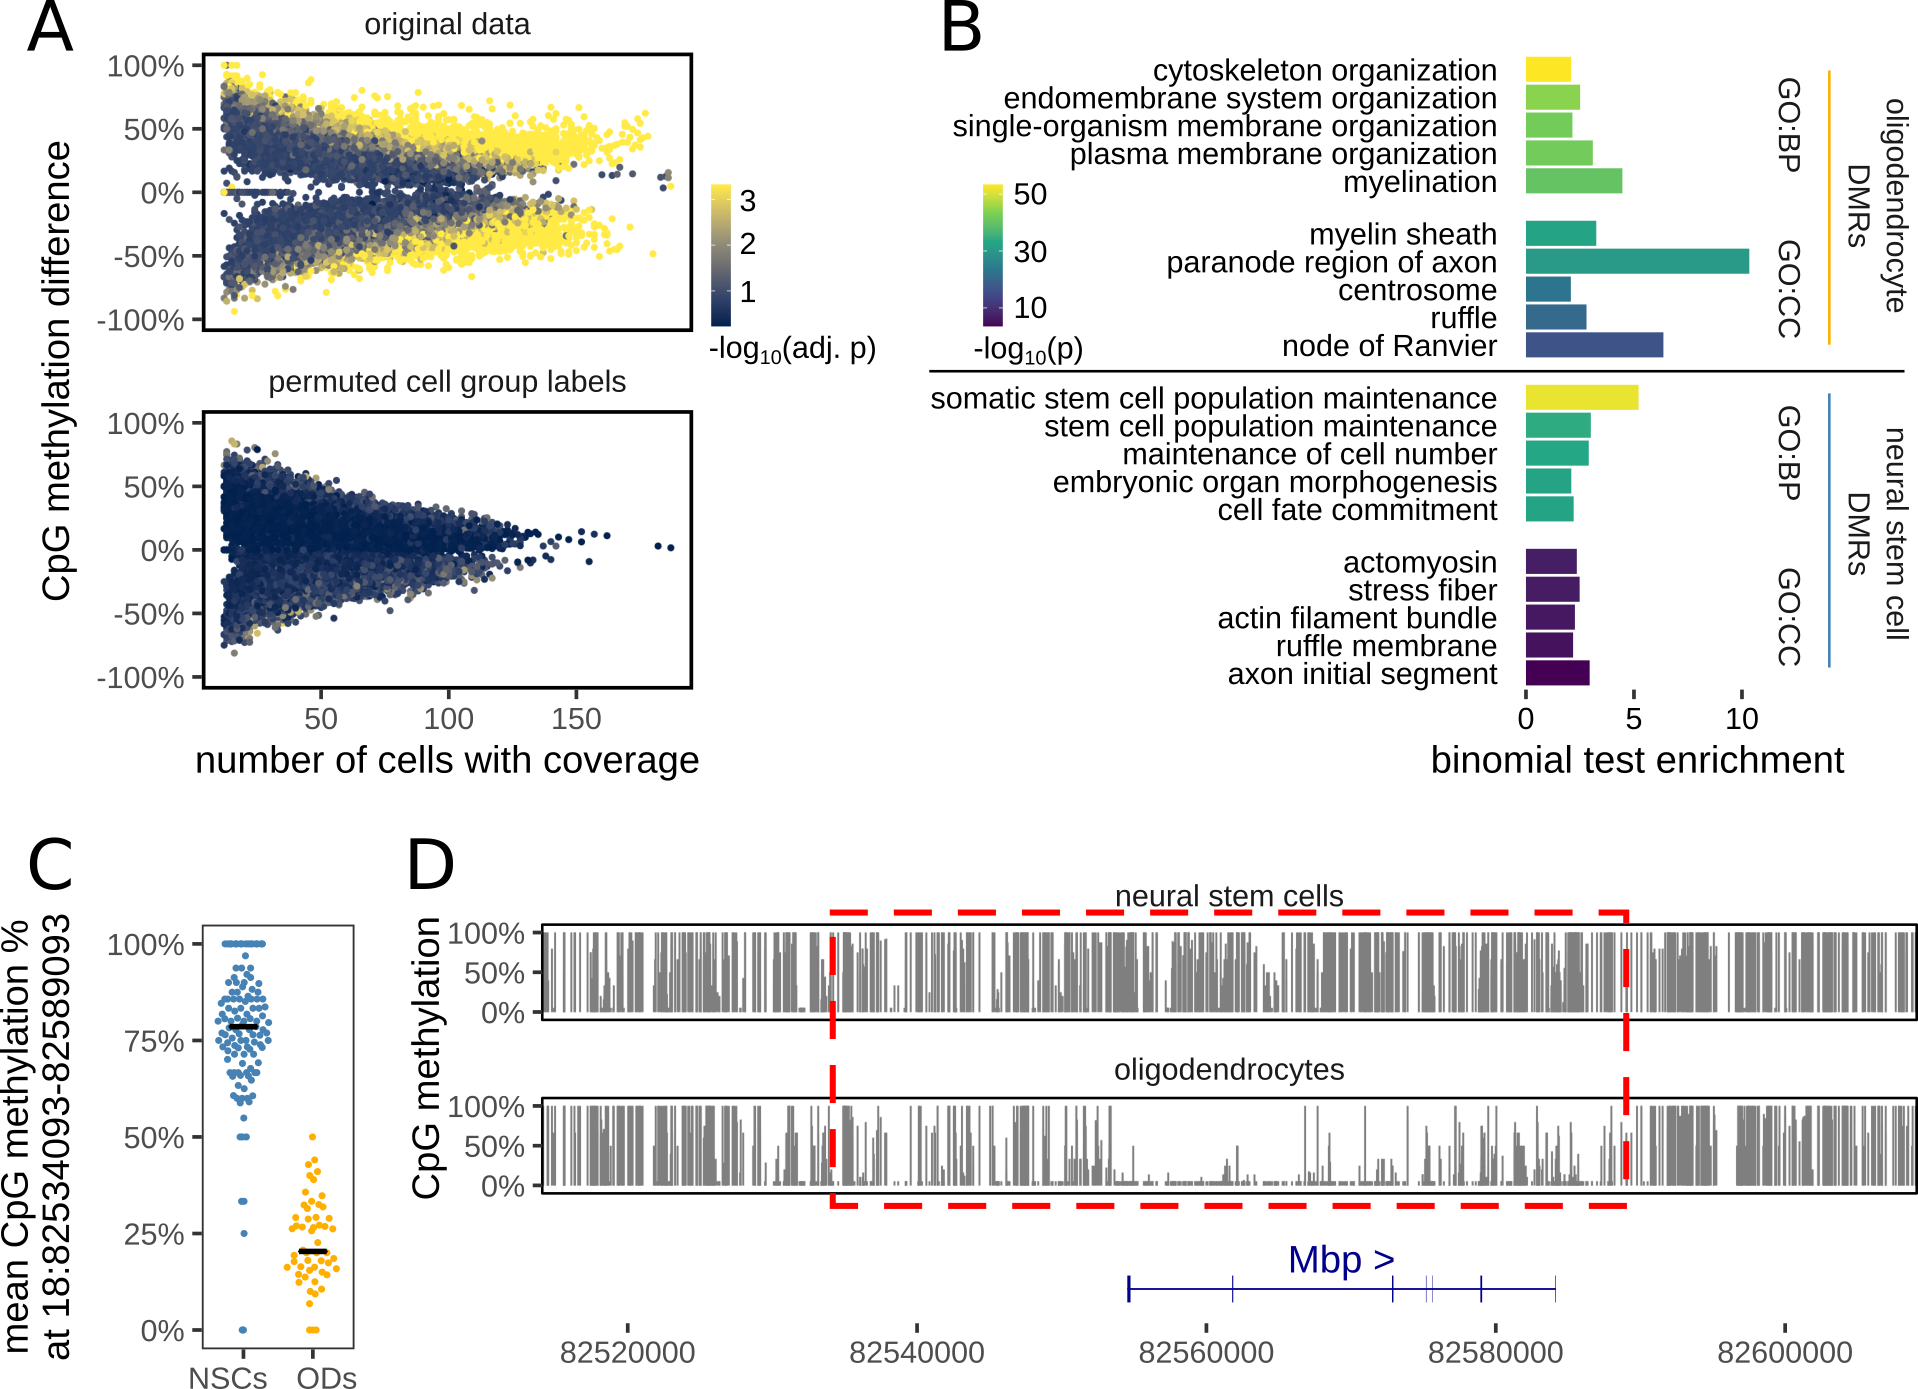 A
original data
100%
50%
0%
-50%
-100%
permuted cell group labels
100%
50%
0%
-50%
-100%
50
100
150
number of cells with coverage
CpG methylation difference
3
2
1
-log10(adj. p)
B
cytoskeleton organization
endomembrane system organization
single-organism membrane organization
plasma membrane organization
myelination
myelin sheath
paranode region of axon
centrosome
ruffle
node of Ranvier
somatic stem cell population maintenance
stem cell population maintenance
maintenance of cell number
embryonic organ morphogenesis
cell fate commitment
actomyosin
stress fiber
actin filament bundle
ruffle membrane
axon initial segment
50
30
10
-log10(p)
GO:BP
GO:CC
oligodendrocyte
DMRs
GO:BP
GO:CC
neural stem cell
DMRs
0
5
10
binomial test enrichment
C
mean CpG methylation %
at 18:82534093-82589093
100%
75%
50%
25%
0%
NSCs
ODs
D
CpG methylation
neural stem cells
100%
50%
0%
oligodendrocytes
100%
50%
0%
Mbp >
82520000
82540000
82560000
82580000
82600000